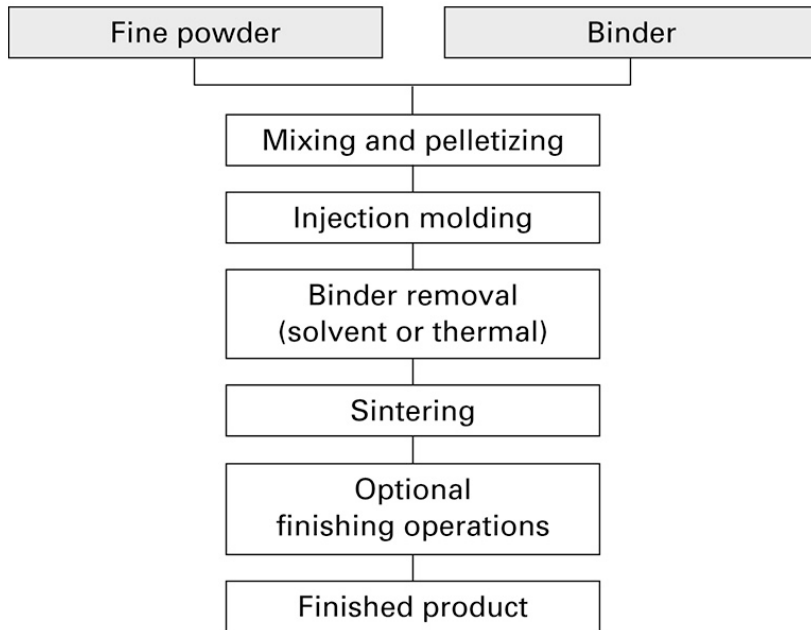 Fine powder
Binder
Mixing and pelletizing
Injection molding
Binder removal
(solvent or thermal)
Sintering
Optional
finishing operations
Finished product